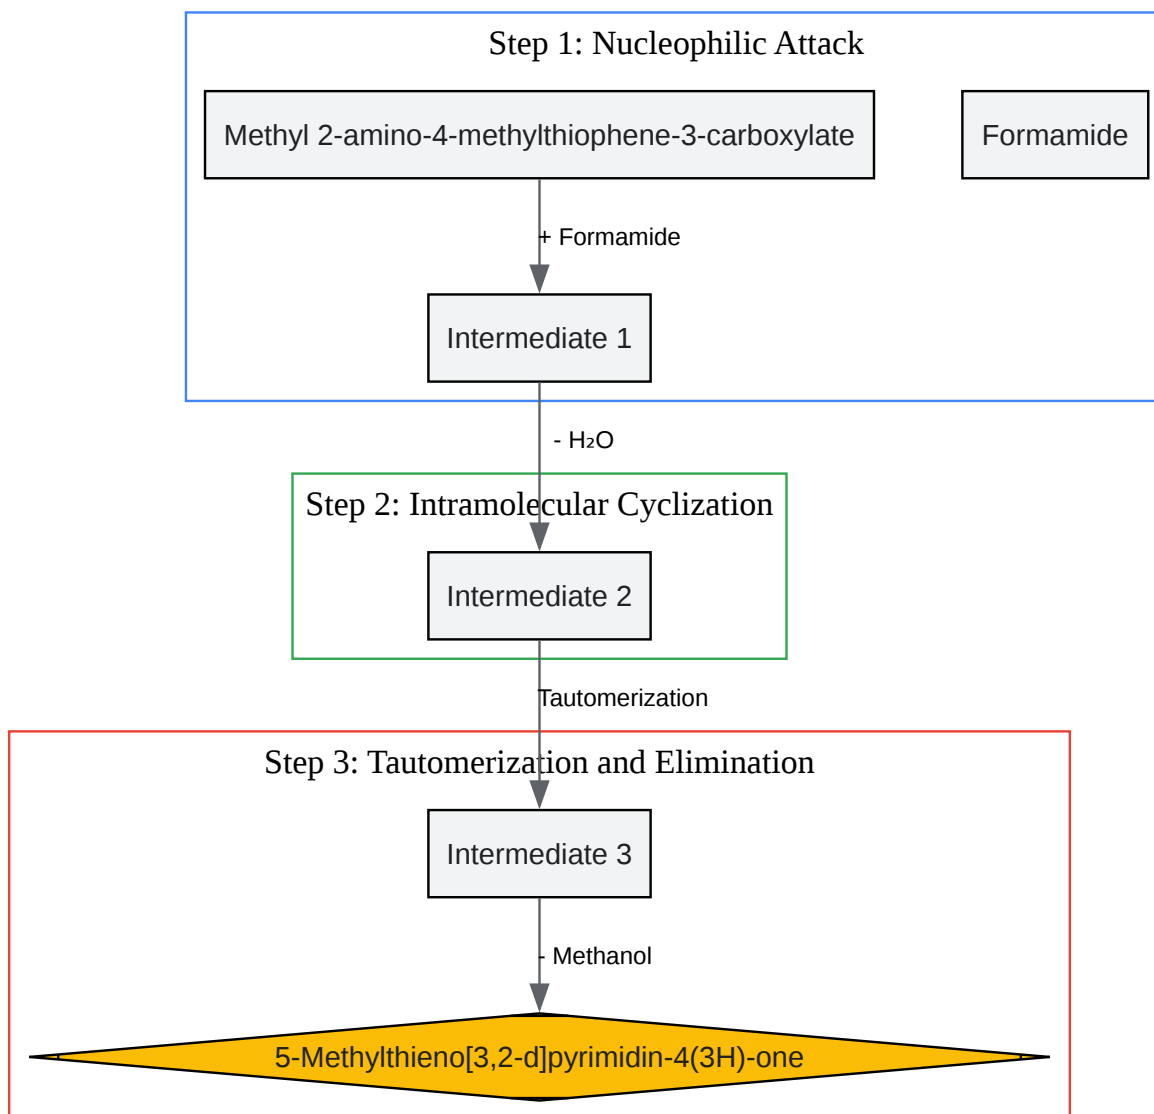 Step 1: Nucleophilic Attack
Methyl 2-amino-4-methylthiophene-3-carboxylate
Formamide
+ Formamide
Intermediate 1
- H₂O
Step 2: Intramolecular Cyclization
Intermediate 2
Tautomerization
Step 3: Tautomerization and Elimination
Intermediate 3
- Methanol
5-Methylthieno[3,2-d]pyrimidin-4(3H)-one